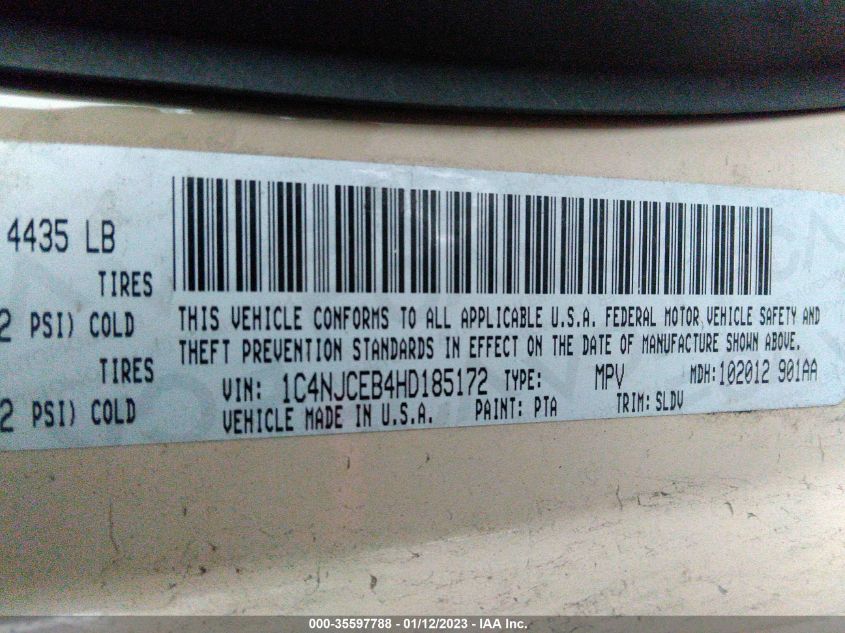 4435 LB
TIRES
2 PSI) COLD
TIRES
2 PSI) COLD
THIS VEHICLE CONFORMS TO ALL APPLICABLE U.S.A. FEDERAL MOTOR VEHICLE SAFETY AND
THEFT PREVENTION STANDARDS IN EFFECT ON THE DATE OF MANUFACTURE SHOWN ABOVE.
VIN: 1C4NJCEB4HD185172 TYPE: MPV MDH:102012 901AA
VEHICLE MADE IN U.S.A. PAINT: PTA TRIM: SLDV
000-35597788 - 01/12/2023 - IAA Inc.